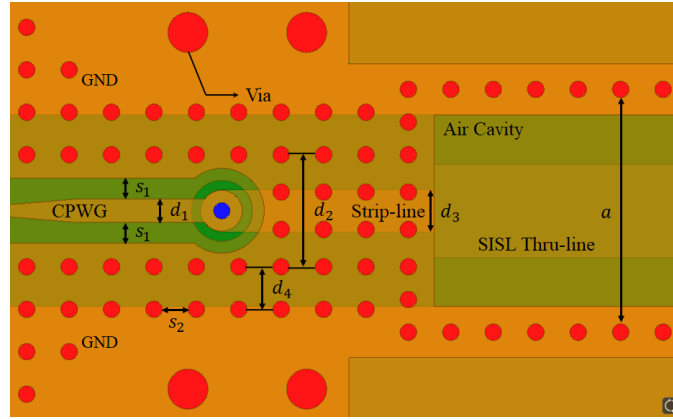 GND
Via
Air Cavity
s₁
CPWG
d₁
d₂
Strip-line
d₃
a
s₁
SISL Thru-line
d₄
s₂
GND